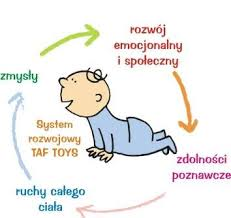 rozwój
emocjonalny
i społeczny
zmysły
System
rozwojowy
TAF TOYS
zdolności
poznawcze
ruchy całego
ciała